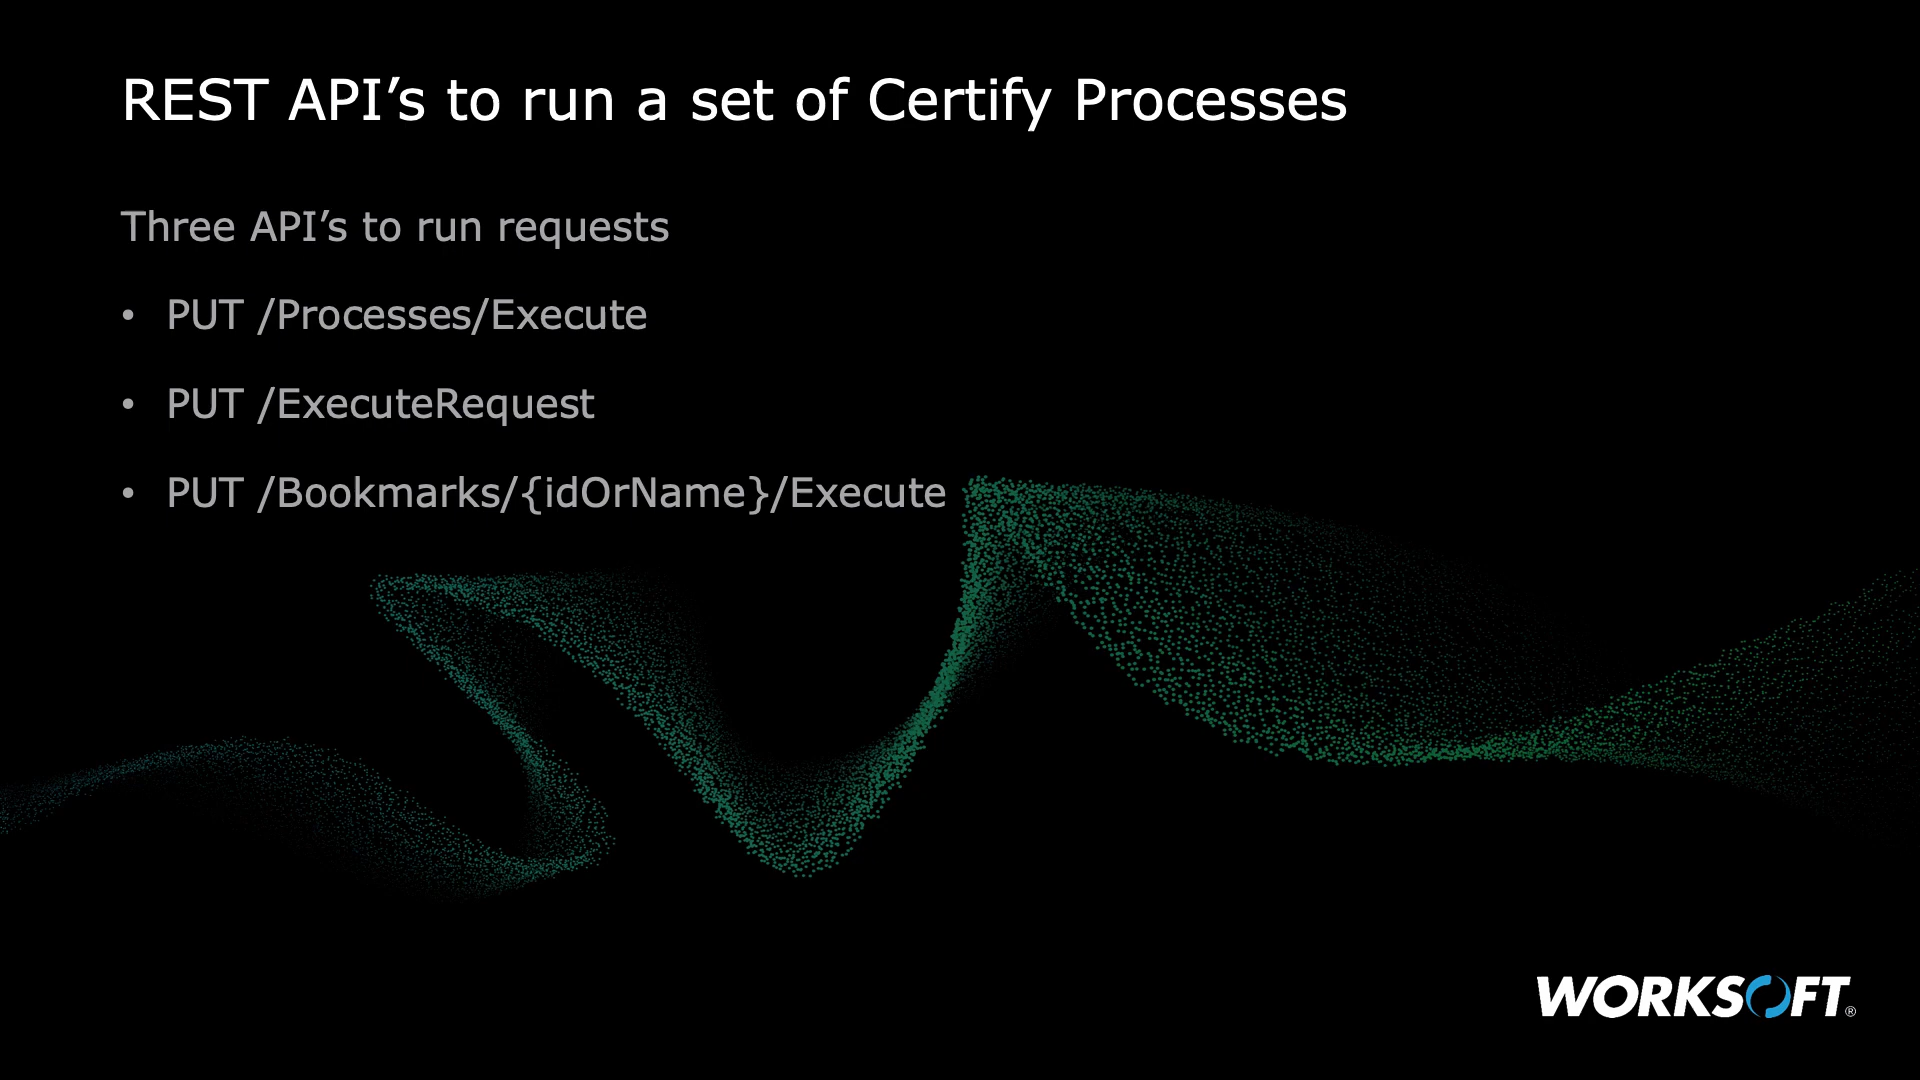 REST API’s to run a set of Certify Processes
Three API’s to run requests
• PUT /Processes/Execute
• PUT /ExecuteRequest
• PUT /Bookmarks/{idOrName}/Execute
WORKSOFT®